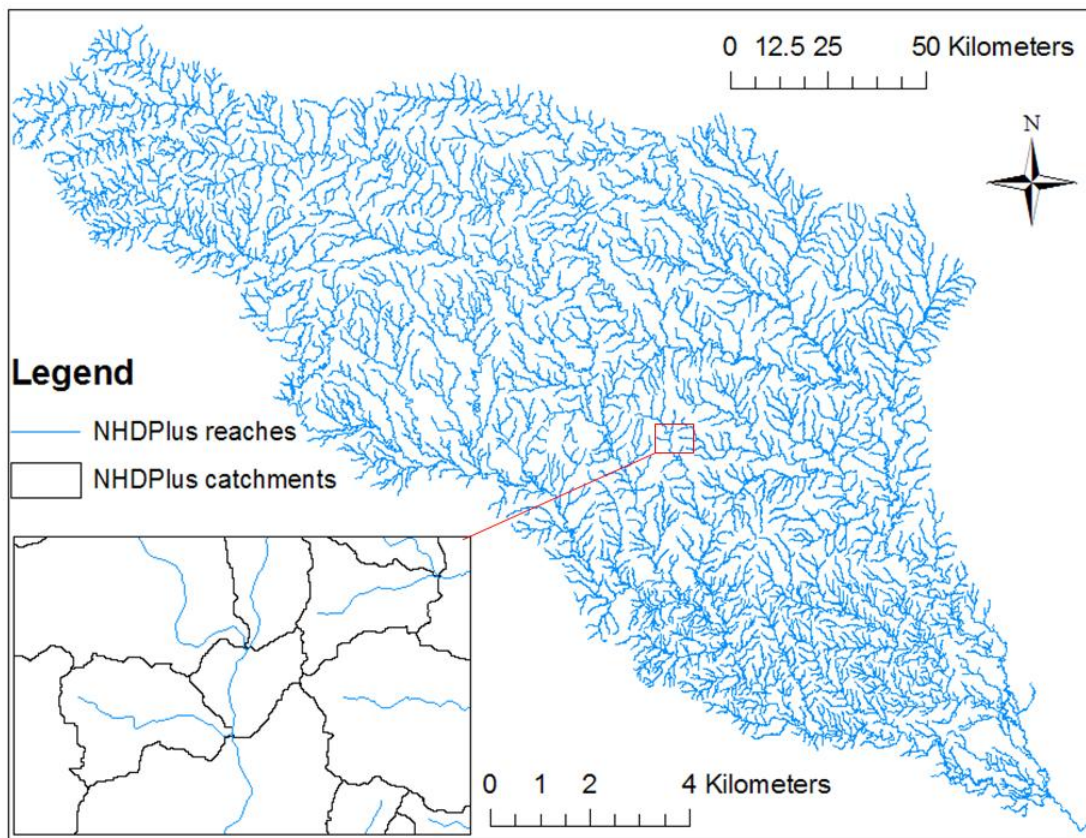 0 12.5 25 50 Kilometers
N
Legend
NHDPlus reaches
NHDPlus catchments
0 1 2 4 Kilometers